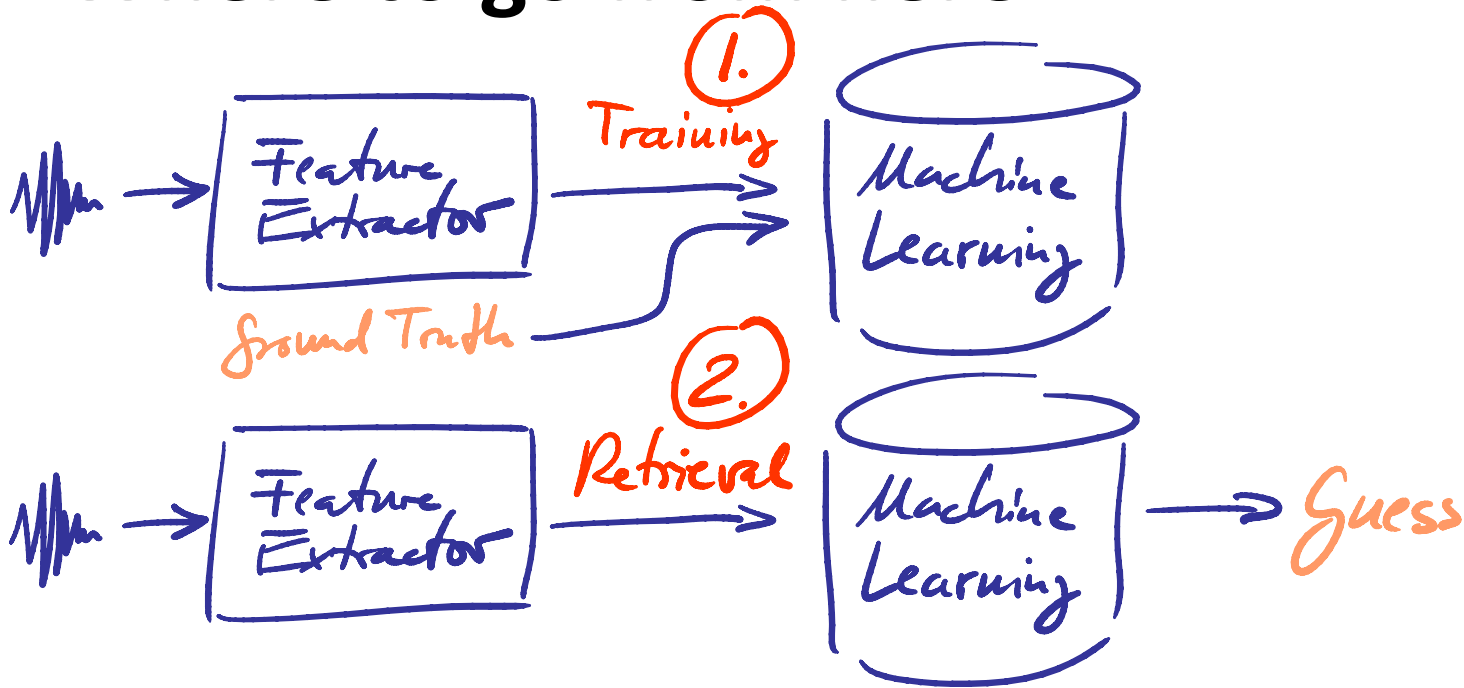 1.
Training
Feature
Extractor
Machine
Learning
Ground Truth
2.
Retrieval
Feature
Extractor
Machine
Learning
Guess